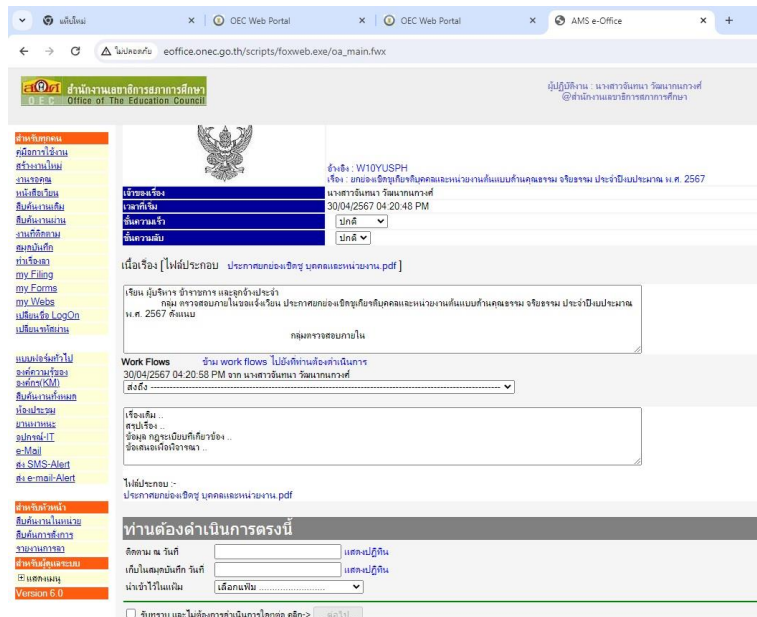 แท็บใหม่
OEC Web Portal
OEC Web Portal
AMS e-Office
ไม่ปลอดภัย eoffice.onec.go.th/scripts/foxweb.exe/oa_main.fwx
สกศ สำนักงานเลขาธิการสภาการศึกษา
OEC Office of The Education Council
ผู้ปฏิบัติงาน : นางสาวจันทนา วัฒนากนกวงศ์
@สำนักงานเลขาธิการสภาการศึกษา
สำหรับทุกคน
คู่มือการใช้งาน
สร้างงานใหม่
งานรอคุณ
หนังสือเวียน
สืบค้นงานเดิม
สืบค้นงานผ่าน
งานที่ติดตาม
สมุดบันทึก
ทำเรื่องลา
my Filing
my Forms
my Webs
เปลี่ยนชื่อ LogOn
เปลี่ยนรหัสผ่าน
แบบฟอร์มทั่วไป
องค์ความรู้ของ
องค์กร(KM)
สืบค้นงานทั้งหมด
ห้องประชุม
ยานพาหนะ
อุปกรณ์-IT
e-Mail
ส่ง SMS-Alert
ส่ง e-mail-Alert
สำหรับหัวหน้า
สืบค้นงานในหน่วย
สืบค้นการสั่งการ
รายงานการลา
สำหรับผู้ดูแลระบบ
แสดงเมนู
Version 6.0
อ้างอิง : W10YUSPH
เรื่อง : ยกย่องเชิดชูเกียรติบุคคลและหน่วยงานต้นแบบด้านคุณธรรม จริยธรรม ประจำปีงบประมาณ พ.ศ. 2567
เจ้าของเรื่อง นางสาวจันทนา วัฒนากนกวงศ์
เวลาที่เริ่ม 30/04/2567 04:20:48 PM
ชั้นความเร็ว ปกติ
ชั้นความลับ ปกติ
เนื้อเรื่อง [ไฟล์ประกอบ ประกาศยกย่องเชิดชู บุคคลและหน่วยงาน.pdf ]
เรียน ผู้บริหาร ข้าราชการ และลูกจ้างประจำ
กลุ่ม ตรวจสอบภายในขอแจ้งเวียน ประกาศยกย่องเชิดชูเกียรติบุคคลและหน่วยงานต้นแบบด้านคุณธรรม จริยธรรม ประจำปีงบประมาณ
พ.ศ. 2567 ดังแนบ
กลุ่มตรวจสอบภายใน
Work Flows ข้าม work flows ไปยังที่ท่านต้องดำเนินการ
30/04/2567 04:20:58 PM จาก นางสาวจันทนา วัฒนากนกวงศ์
ส่งถึง ----------------------------------------
เรื่องเดิม ..
สรุปเรื่อง ..
ข้อมูล กฎระเบียบที่เกี่ยวข้อง ..
ข้อเสนอเพื่อพิจารณา ..
ไฟล์ประกอบ :-
ประกาศยกย่องเชิดชู บุคคลและหน่วยงาน.pdf
ท่านต้องดำเนินการตรงนี้
ติดตาม ณ วันที่ แสดงปฏิทิน
เก็บในสมุดบันทึก วันที่ แสดงปฏิทิน
นำเข้าไว้ในแฟ้ม เลือกแฟ้ม .........................
รับทราบ และไม่ต้องการดำเนินการใดๆต่อ คลิก-> ต่อไป